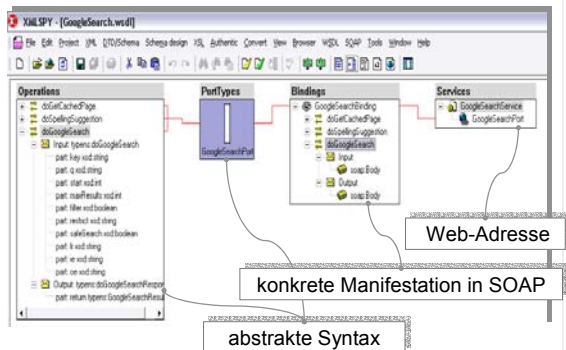 XMLSPY - [GoogleSearch.wsdl]
File Edit Project XML DTD/Schema Schema design XSL Authentic Convert View Browser WSDL SOAP Tools Window Help
Operations
doGetCachedPage
doSpellingSuggestion
doGoogleSearch
Input typens:doGoogleSearch
part: key xsd:string
part: q xsd:string
part: start xsd:int
part: maxResults xsd:int
part: filter xsd:boolean
part: restrict xsd:string
part: safeSearch xsd:boolean
part: lr xsd:string
part: ie xsd:string
part: oe xsd:string
Output typens:doGoogleSearchRespor
part: return typens:GoogleSearchResul
PortTypes
GoogleSearchPort
Bindings
GoogleSearchBinding
doGetCachedPage
doSpellingSuggestion
doGoogleSearch
Input
soap:Body
Output
soap:Body
Services
GoogleSearchService
GoogleSearchPort
Web-Adresse
konkrete Manifestation in SOAP
abstrakte Syntax